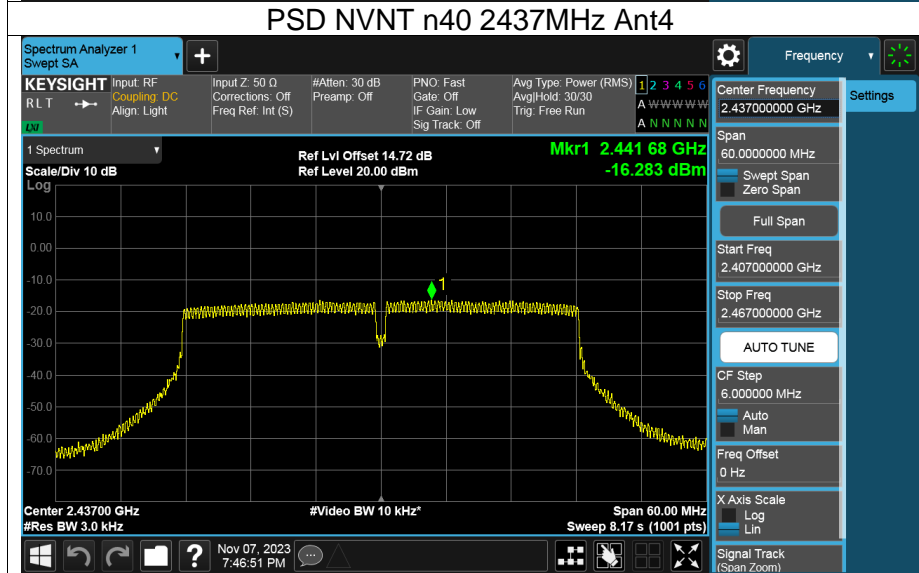 PSD NVNT n40 2437MHz Ant4
Spectrum Analyzer 1
Swept SA
+
Frequency
KEYSIGHT
RLT
LXI
Input: RF
Coupling: DC
Align: Light
Input Z: 50 Ω
Corrections: Off
Freq Ref: Int (S)
#Atten: 30 dB
Preamp: Off
PNO: Fast
Gate: Off
IF Gain: Low
Sig Track: Off
Avg Type: Power (RMS)
Avg|Hold: 30/30
Trig: Free Run
1 2 3 4 5 6
A W W W W W
A N N N N N
1 Spectrum
Scale/Div 10 dB
Log
Ref Lvl Offset 14.72 dB
Ref Level 20.00 dBm
Mkr1 2.441 68 GHz
-16.283 dBm
10.0
0.00
-10.0
-20.0
-30.0
-40.0
-50.0
-60.0
-70.0
1
Center 2.43700 GHz
#Res BW 3.0 kHz
#Video BW 10 kHz*
Span 60.00 MHz
Sweep 8.17 s (1001 pts)
?
Nov 07, 2023
7:46:51 PM
Center Frequency
2.437000000 GHz
Settings
Span
60.0000000 MHz
Swept Span
Zero Span
Full Span
Start Freq
2.407000000 GHz
Stop Freq
2.467000000 GHz
AUTO TUNE
CF Step
6.000000 MHz
Auto
Man
Freq Offset
0 Hz
X Axis Scale
Log
Lin
Signal Track
(Span Zoom)